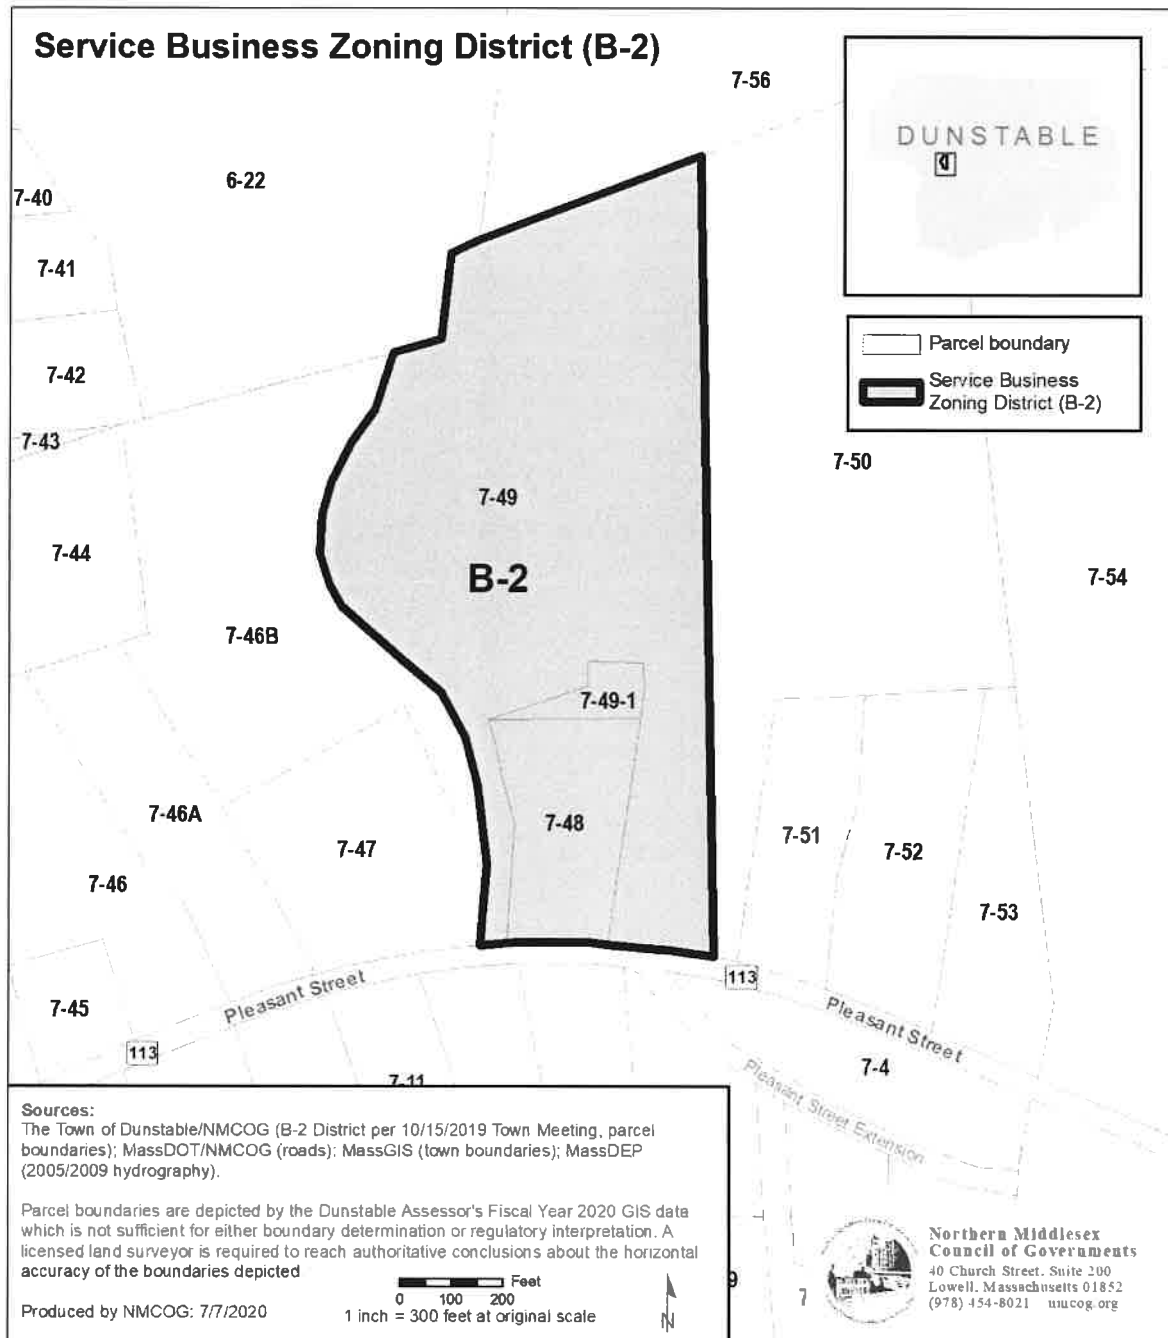 Service Business Zoning District (B-2)
7-56
DUNSTABLE
6-22
7-40
7-41
Parcel boundary
Service Business
Zoning District (B-2)
7-42
7-43
7-50
7-49
7-44
B-2
7-54
7-46B
7-49-1
7-46A
7-48
7-51
7-47
7-52
7-46
7-53
113
Pleasant Street
7-45
Pleasant Street
113
7-4
7-11
Pleasant Street Extension
Sources:
The Town of Dunstable/NMCOG (B-2 District per 10/15/2019 Town Meeting, parcel
boundaries); MassDOT/NMCOG (roads); MassGIS (town boundaries); MassDEP
(2005/2009 hydrography).
Parcel boundaries are depicted by the Dunstable Assessor's Fiscal Year 2020 GIS data
which is not sufficient for either boundary determination or regulatory interpretation. A
licensed land surveyor is required to reach authoritative conclusions about the horizontal
accuracy of the boundaries depicted
Feet
0 100 200
Produced by NMCOG: 7/7/2020
1 inch = 300 feet at original scale
N
9
7
Northern Middlesex
Council of Governments
40 Church Street, Suite 200
Lowell, Massachusetts 01852
(978) 454-8021 nmcog.org